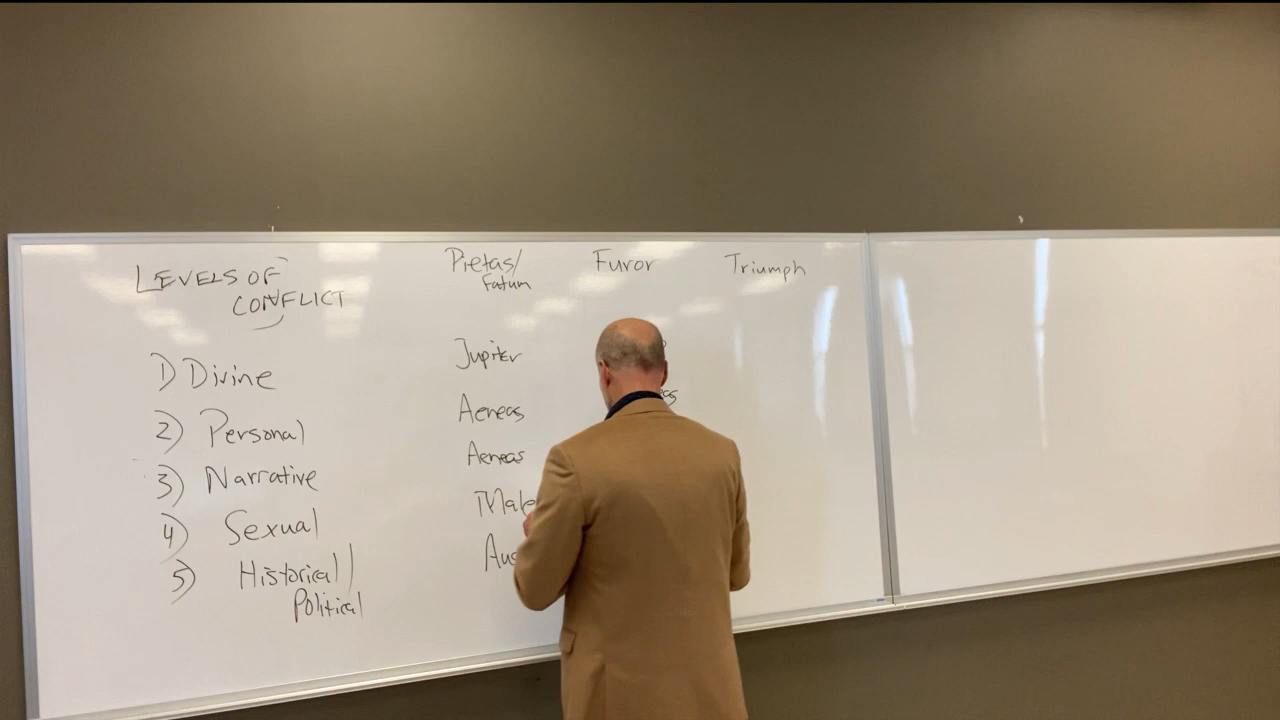 LEVELS OF
CONFLICT
Pietas/
Fatum
Furor
Triumph
1) Divine
Jupiter
2) Personal
Aeneas
3) Narrative
Aeneas
4) Sexual
Male
5) Historical/
Political